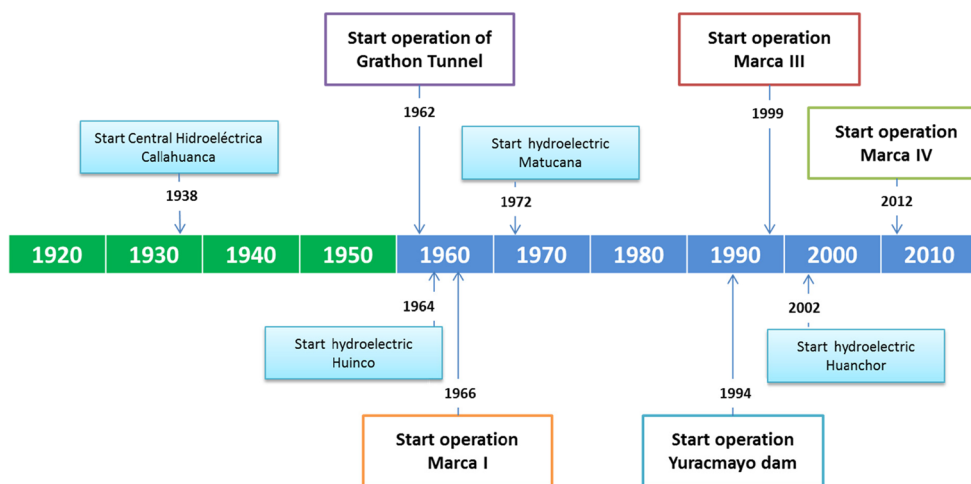 Start operation of
Grathon Tunnel
1962
Start operation
Marca III
1999
Start Central Hidroeléctrica
Callahuanca
1938
Start hydroelectric
Matucana
1972
Start operation
Marca IV
2012
1920 1930 1940 1950 1960 1970 1980 1990 2000 2010
1964
Start hydroelectric
Huinco
1966
Start operation
Marca I
1994
Start operation
Yuracmayo dam
2002
Start hydroelectric
Huanchor